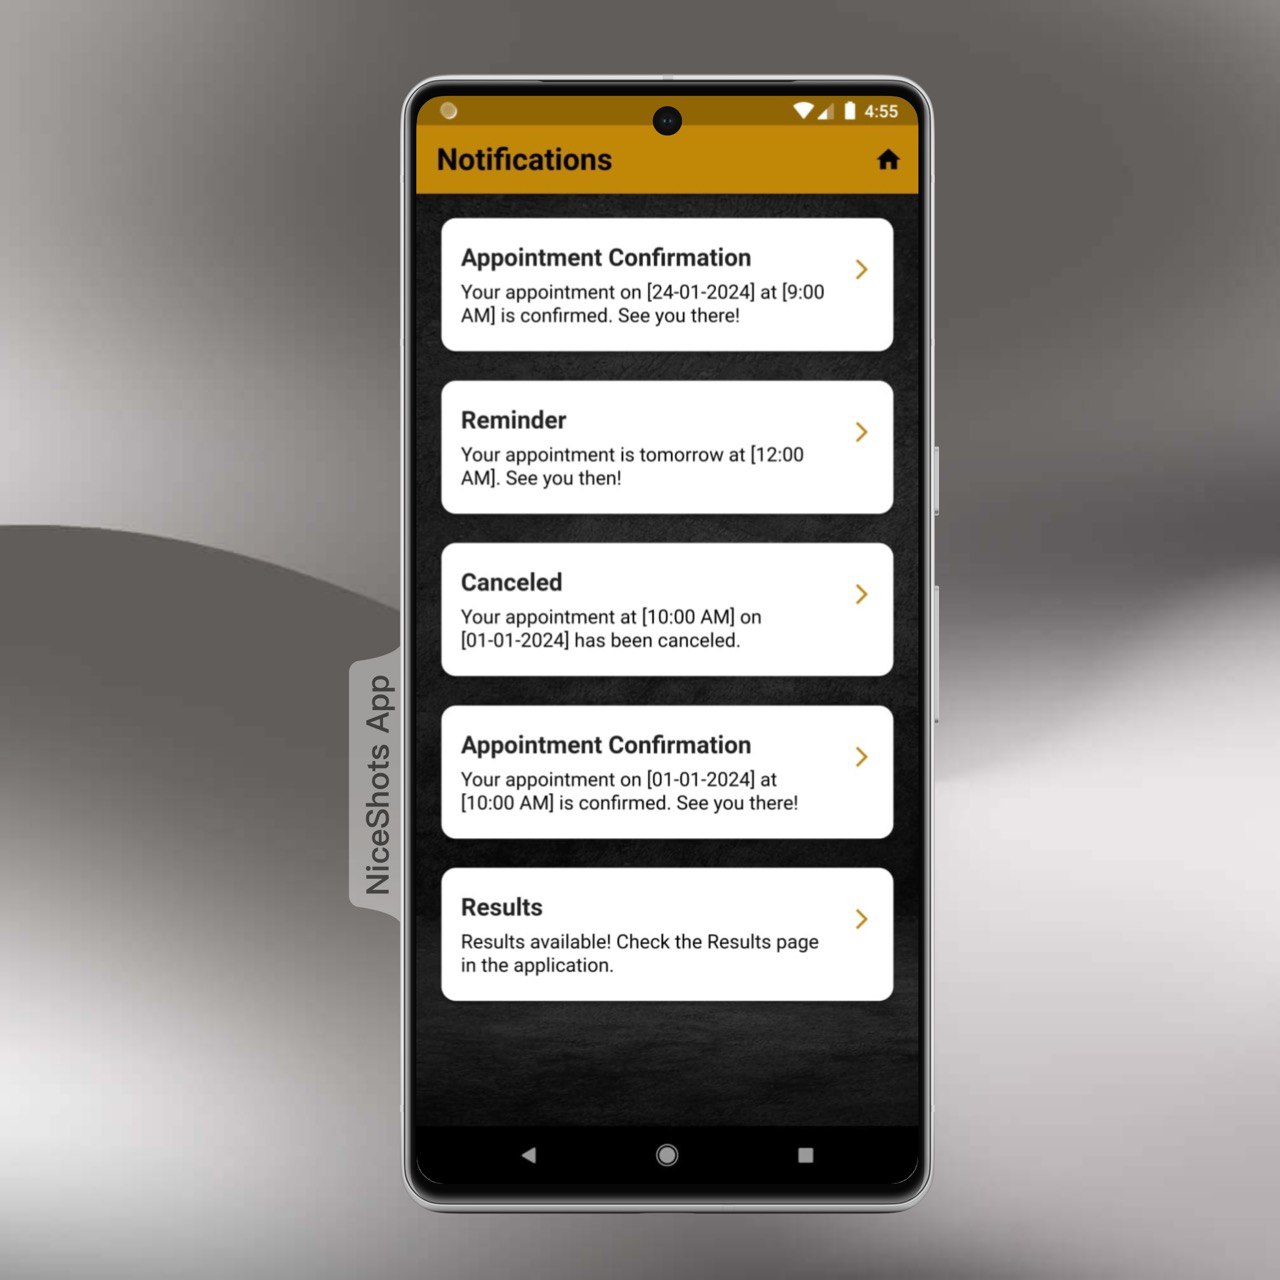 4:55
Notifications
Appointment Confirmation
Your appointment on [24-01-2024] at [9:00
AM] is confirmed. See you there!
Reminder
Your appointment is tomorrow at [12:00
AM]. See you then!
Canceled
Your appointment at [10:00 AM] on
[01-01-2024] has been canceled.
Appointment Confirmation
Your appointment on [01-01-2024] at
[10:00 AM] is confirmed. See you there!
Results
Results available! Check the Results page
in the application.
NiceShots App